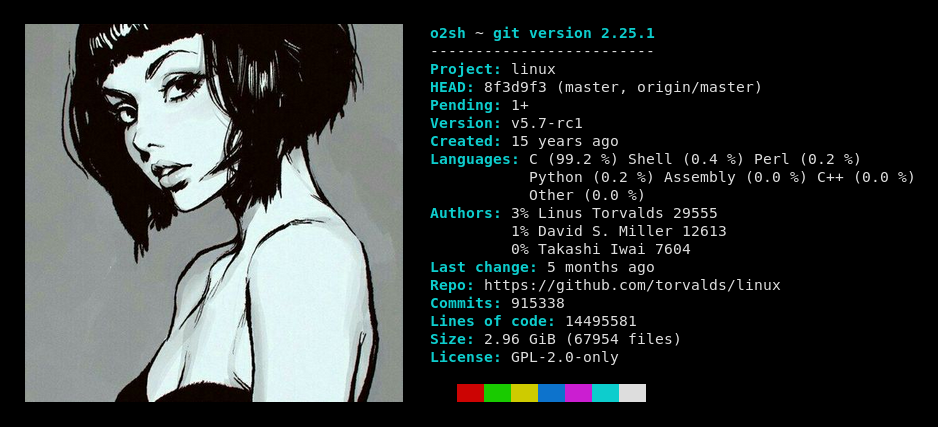 o2sh ~ git version 2.25.1
-------------------------
Project: linux
HEAD: 8f3d9f3 (master, origin/master)
Pending: 1+
Version: v5.7-rc1
Created: 15 years ago
Languages: C (99.2 %) Shell (0.4 %) Perl (0.2 %)
Python (0.2 %) Assembly (0.0 %) C++ (0.0 %)
Other (0.0 %)
Authors: 3% Linus Torvalds 29555
1% David S. Miller 12613
0% Takashi Iwai 7604
Last change: 5 months ago
Repo: https://github.com/torvalds/linux
Commits: 915338
Lines of code: 14495581
Size: 2.96 GiB (67954 files)
License: GPL-2.0-only